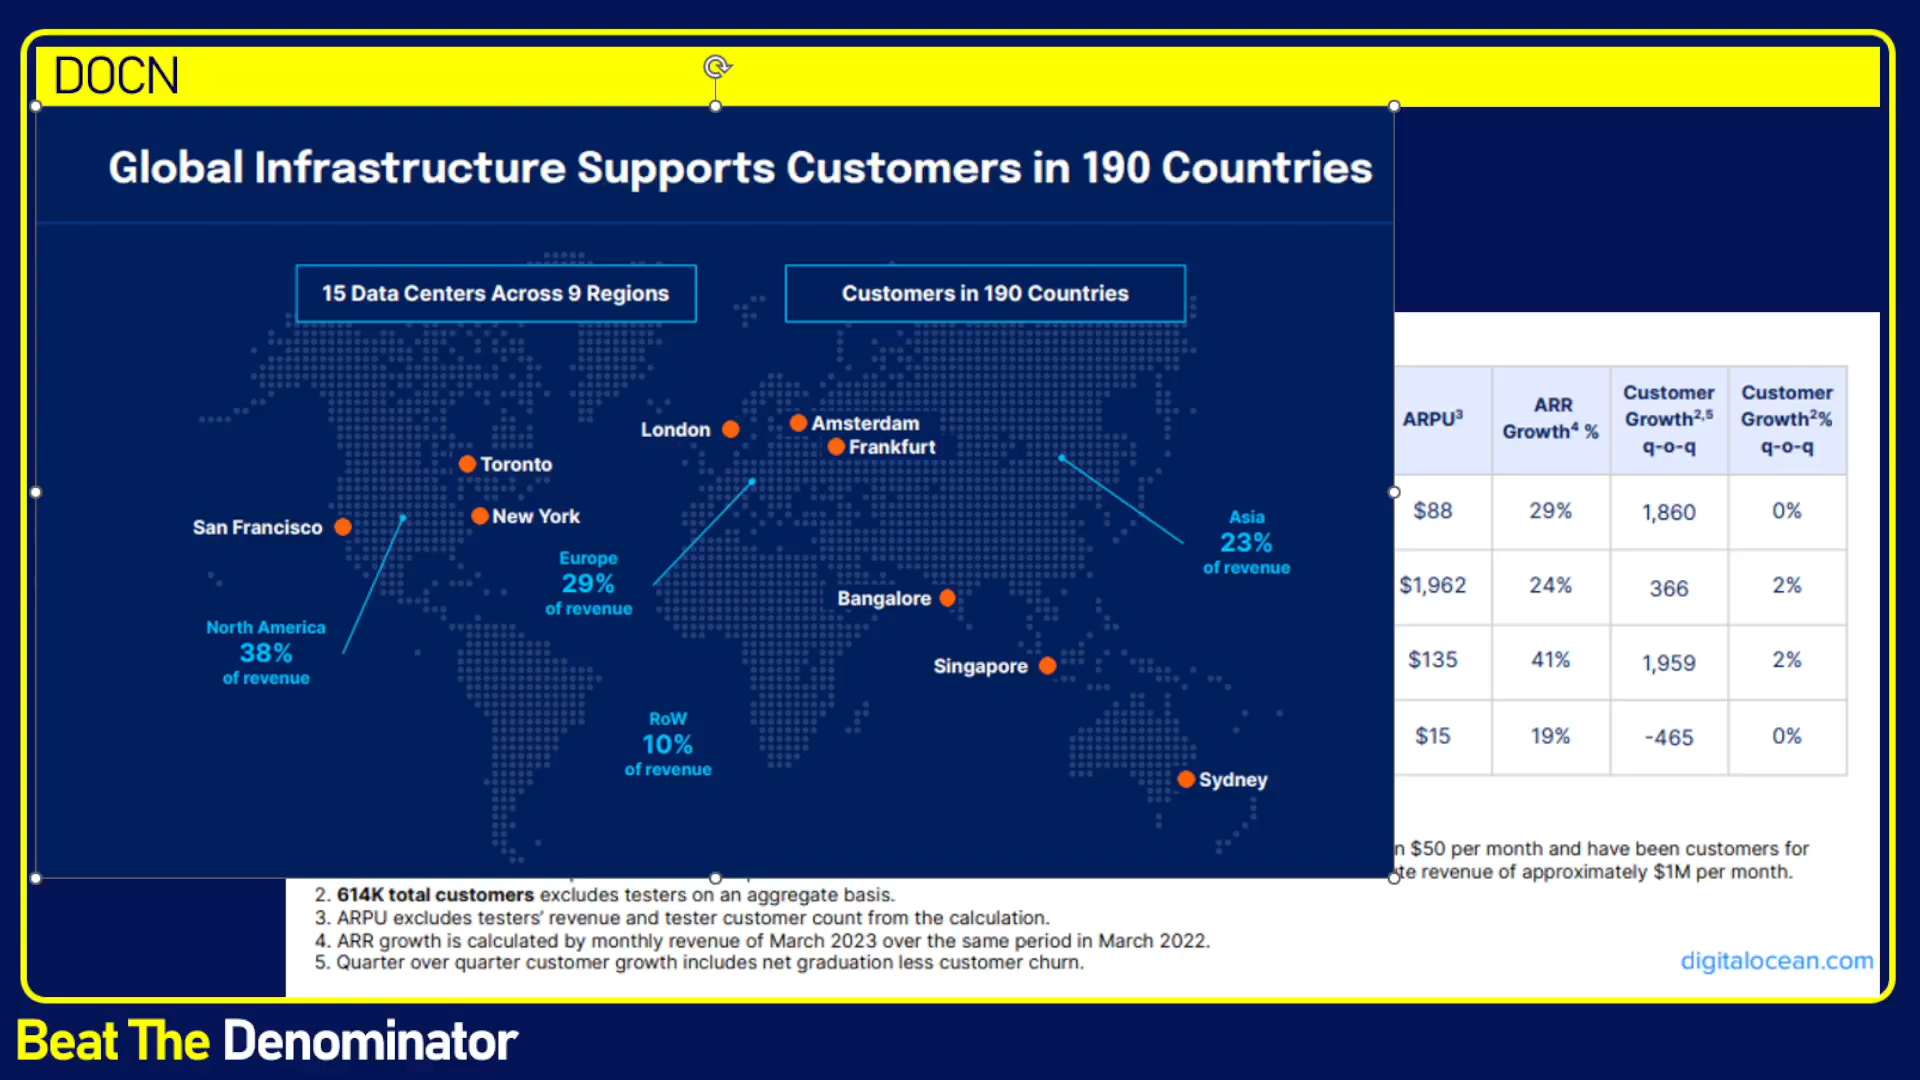 DOCN
Global Infrastructure Supports Customers in 190 Countries
15 Data Centers Across 9 Regions
Customers in 190 Countries
London
Amsterdam
Frankfurt
Toronto
New York
San Francisco
Asia
23%
of revenue
Europe
29%
of revenue
Bangalore
North America
38%
of revenue
Singapore
RoW
10%
of revenue
Sydney
ARPU³
ARR
Growth⁴ %
Customer
Growth²,⁵
q-o-q
Customer
Growth²%
q-o-q
$88 29% 1,860 0%
$1,962 24% 366 2%
$135 41% 1,959 2%
$15 19% -465 0%
n $50 per month and have been customers for
te revenue of approximately $1M per month.
2. 614K total customers excludes testers on an aggregate basis.
3. ARPU excludes testers' revenue and tester customer count from the calculation.
4. ARR growth is calculated by monthly revenue of March 2023 over the same period in March 2022.
5. Quarter over quarter customer growth includes net graduation less customer churn.
digitalocean.com
Beat The Denominator